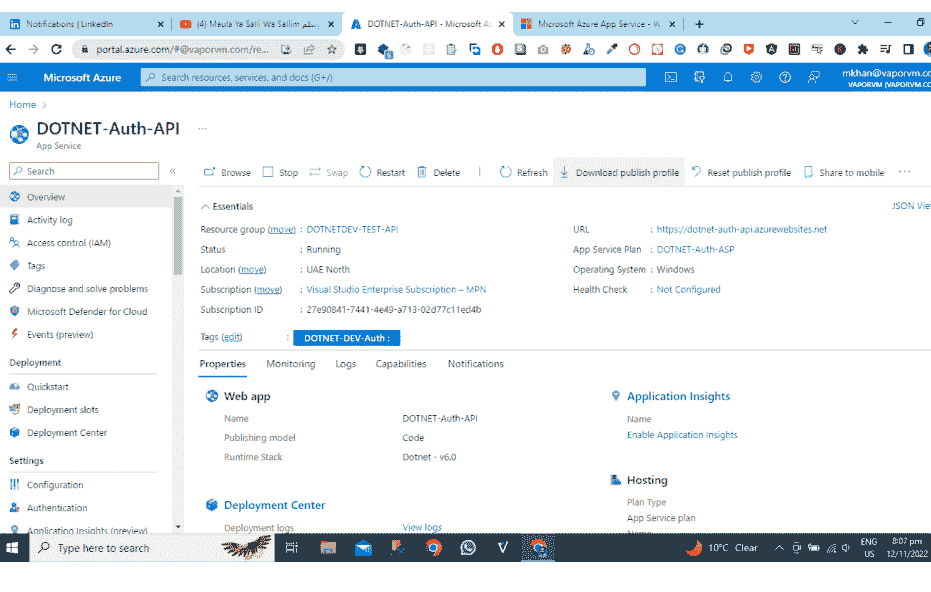 Notifications | LinkedIn
(4) Maula Ya Salli Wa Sallim
DOTNET-Auth-API - Microsoft A
Microsoft Azure App Service - W
portal.azure.com/#@vaporvm.com/re...
Microsoft Azure
Search resources, services, and docs (G+/)
mkhan@vaporvm.co
VAPORVM (VAPORVM.CO
Home >
DOTNET-Auth-API ...
App Service
Search
«
Browse Stop Swap Restart Delete Refresh Download publish profile Reset publish profile Share to mobile ...
Overview
Activity log
Access control (IAM)
Tags
Diagnose and solve problems
Microsoft Defender for Cloud
Events (preview)
Deployment
Quickstart
Deployment slots
Deployment Center
Settings
Configuration
Authentication
Application Insights (preview)
Essentials
JSON Vie
Resource group (move) : DOTNETDEV-TEST-API
Status : Running
Location (move) : UAE North
Subscription (move) : Visual Studio Enterprise Subscription – MPN
Subscription ID : 27e90841-7441-4e49-a713-02d77c11ed4b
URL : https://dotnet-auth-api.azurewebsites.net
App Service Plan : DOTNET-Auth-ASP
Operating System : Windows
Health Check : Not Configured
Tags (edit) : DOTNET-DEV-Auth :
Properties Monitoring Logs Capabilities Notifications
Web app
Name DOTNET-Auth-API
Publishing model Code
Runtime Stack Dotnet - v6.0
Deployment Center
Deployment logs View logs
Application Insights
Name
Enable Application Insights
Hosting
Plan Type
App Service plan
Name
Type here to search
10°C Clear
ENG
US
8:07 pm
12/11/2022